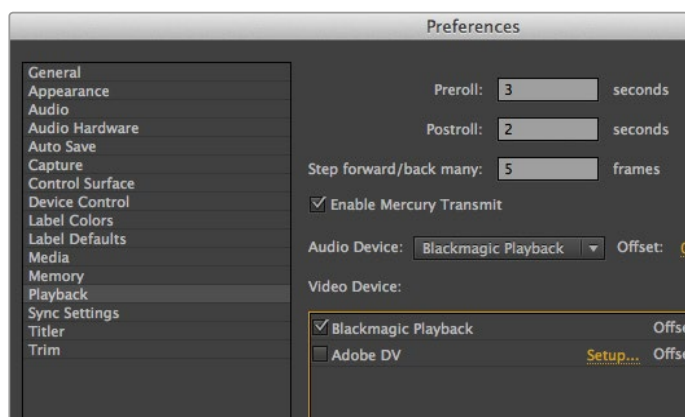 Preferences
General
Appearance
Audio
Audio Hardware
Auto Save
Capture
Control Surface
Device Control
Label Colors
Label Defaults
Media
Memory
Playback
Sync Settings
Titler
Trim
Preroll: 3 seconds
Postroll: 2 seconds
Step forward/back many: 5 frames
Enable Mercury Transmit
Audio Device: Blackmagic Playback Offset:
Video Device:
Blackmagic Playback
Adobe DV Setup...